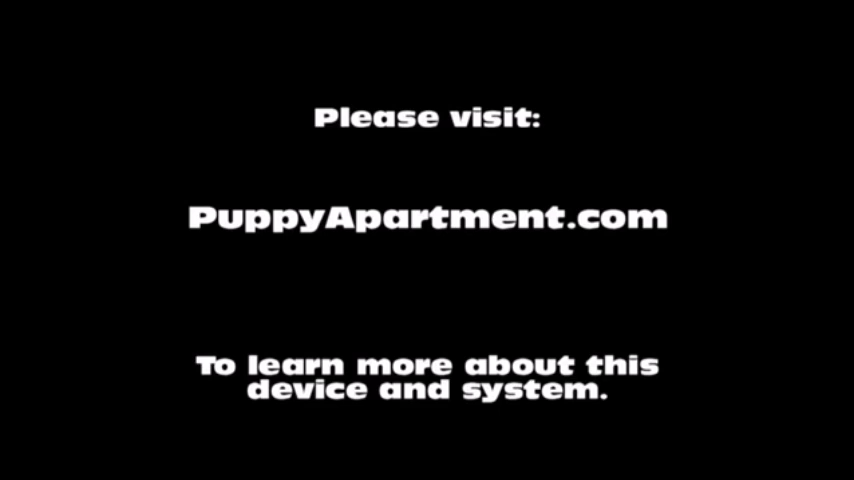 Please visit:
PuppyApartment.com
To learn more about this
device and system.